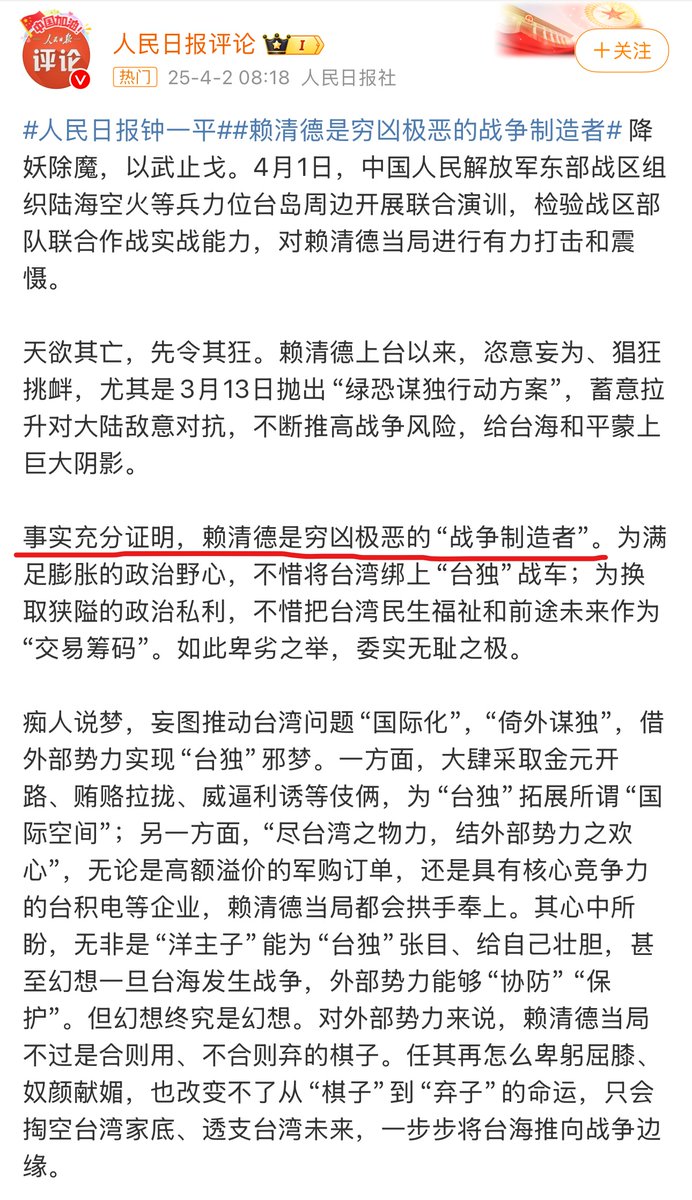 中国加油!
人民日报
评论
人民日报评论 I
热门 25-4-2 08:18 人民日报社
+关注
#人民日报钟一平##赖清德是穷凶极恶的战争制造者# 降
妖除魔，以武止戈。4月1日，中国人民解放军东部战区组
织陆海空火等兵力位台岛周边开展联合演训，检验战区部
队联合作战实战能力，对赖清德当局进行有力打击和震
慑。
天欲其亡，先令其狂。赖清德上台以来，恣意妄为、猖狂
挑衅，尤其是3月13日抛出“绿恐谋独行动方案”，蓄意拉
升对大陆敌意对抗，不断推高战争风险，给台海和平蒙上
巨大阴影。
事实充分证明，赖清德是穷凶极恶的“战争制造者”。为满
足膨胀的政治野心，不惜将台湾绑上“台独”战车；为换
取狭隘的政治私利，不惜把台湾民生福祉和前途未来作为
“交易筹码”。如此卑劣之举，委实无耻之极。
痴人说梦，妄图推动台湾问题“国际化”，“倚外谋独”，借
外部势力实现“台独”邪梦。一方面，大肆采取金元开
路、贿赂拉拢、威逼利诱等伎俩，为“台独”拓展所谓“国
际空间”；另一方面，“尽台湾之物力，结外部势力之欢
心”，无论是高额溢价的军购订单，还是具有核心竞争力
的台积电等企业，赖清德当局都会拱手奉上。其心中所
盼，无非是“洋主子”能为“台独”张目、给自己壮胆，甚
至幻想一旦台海发生战争，外部势力能够“协防”“保
护”。但幻想终究是幻想。对外部势力来说，赖清德当局
不过是合则用、不合则弃的棋子。任其再怎么卑躬屈膝、
奴颜献媚，也改变不了从“棋子”到“弃子”的命运，只会
掏空台湾家底、透支台湾未来，一步步将台海推向战争边
缘。